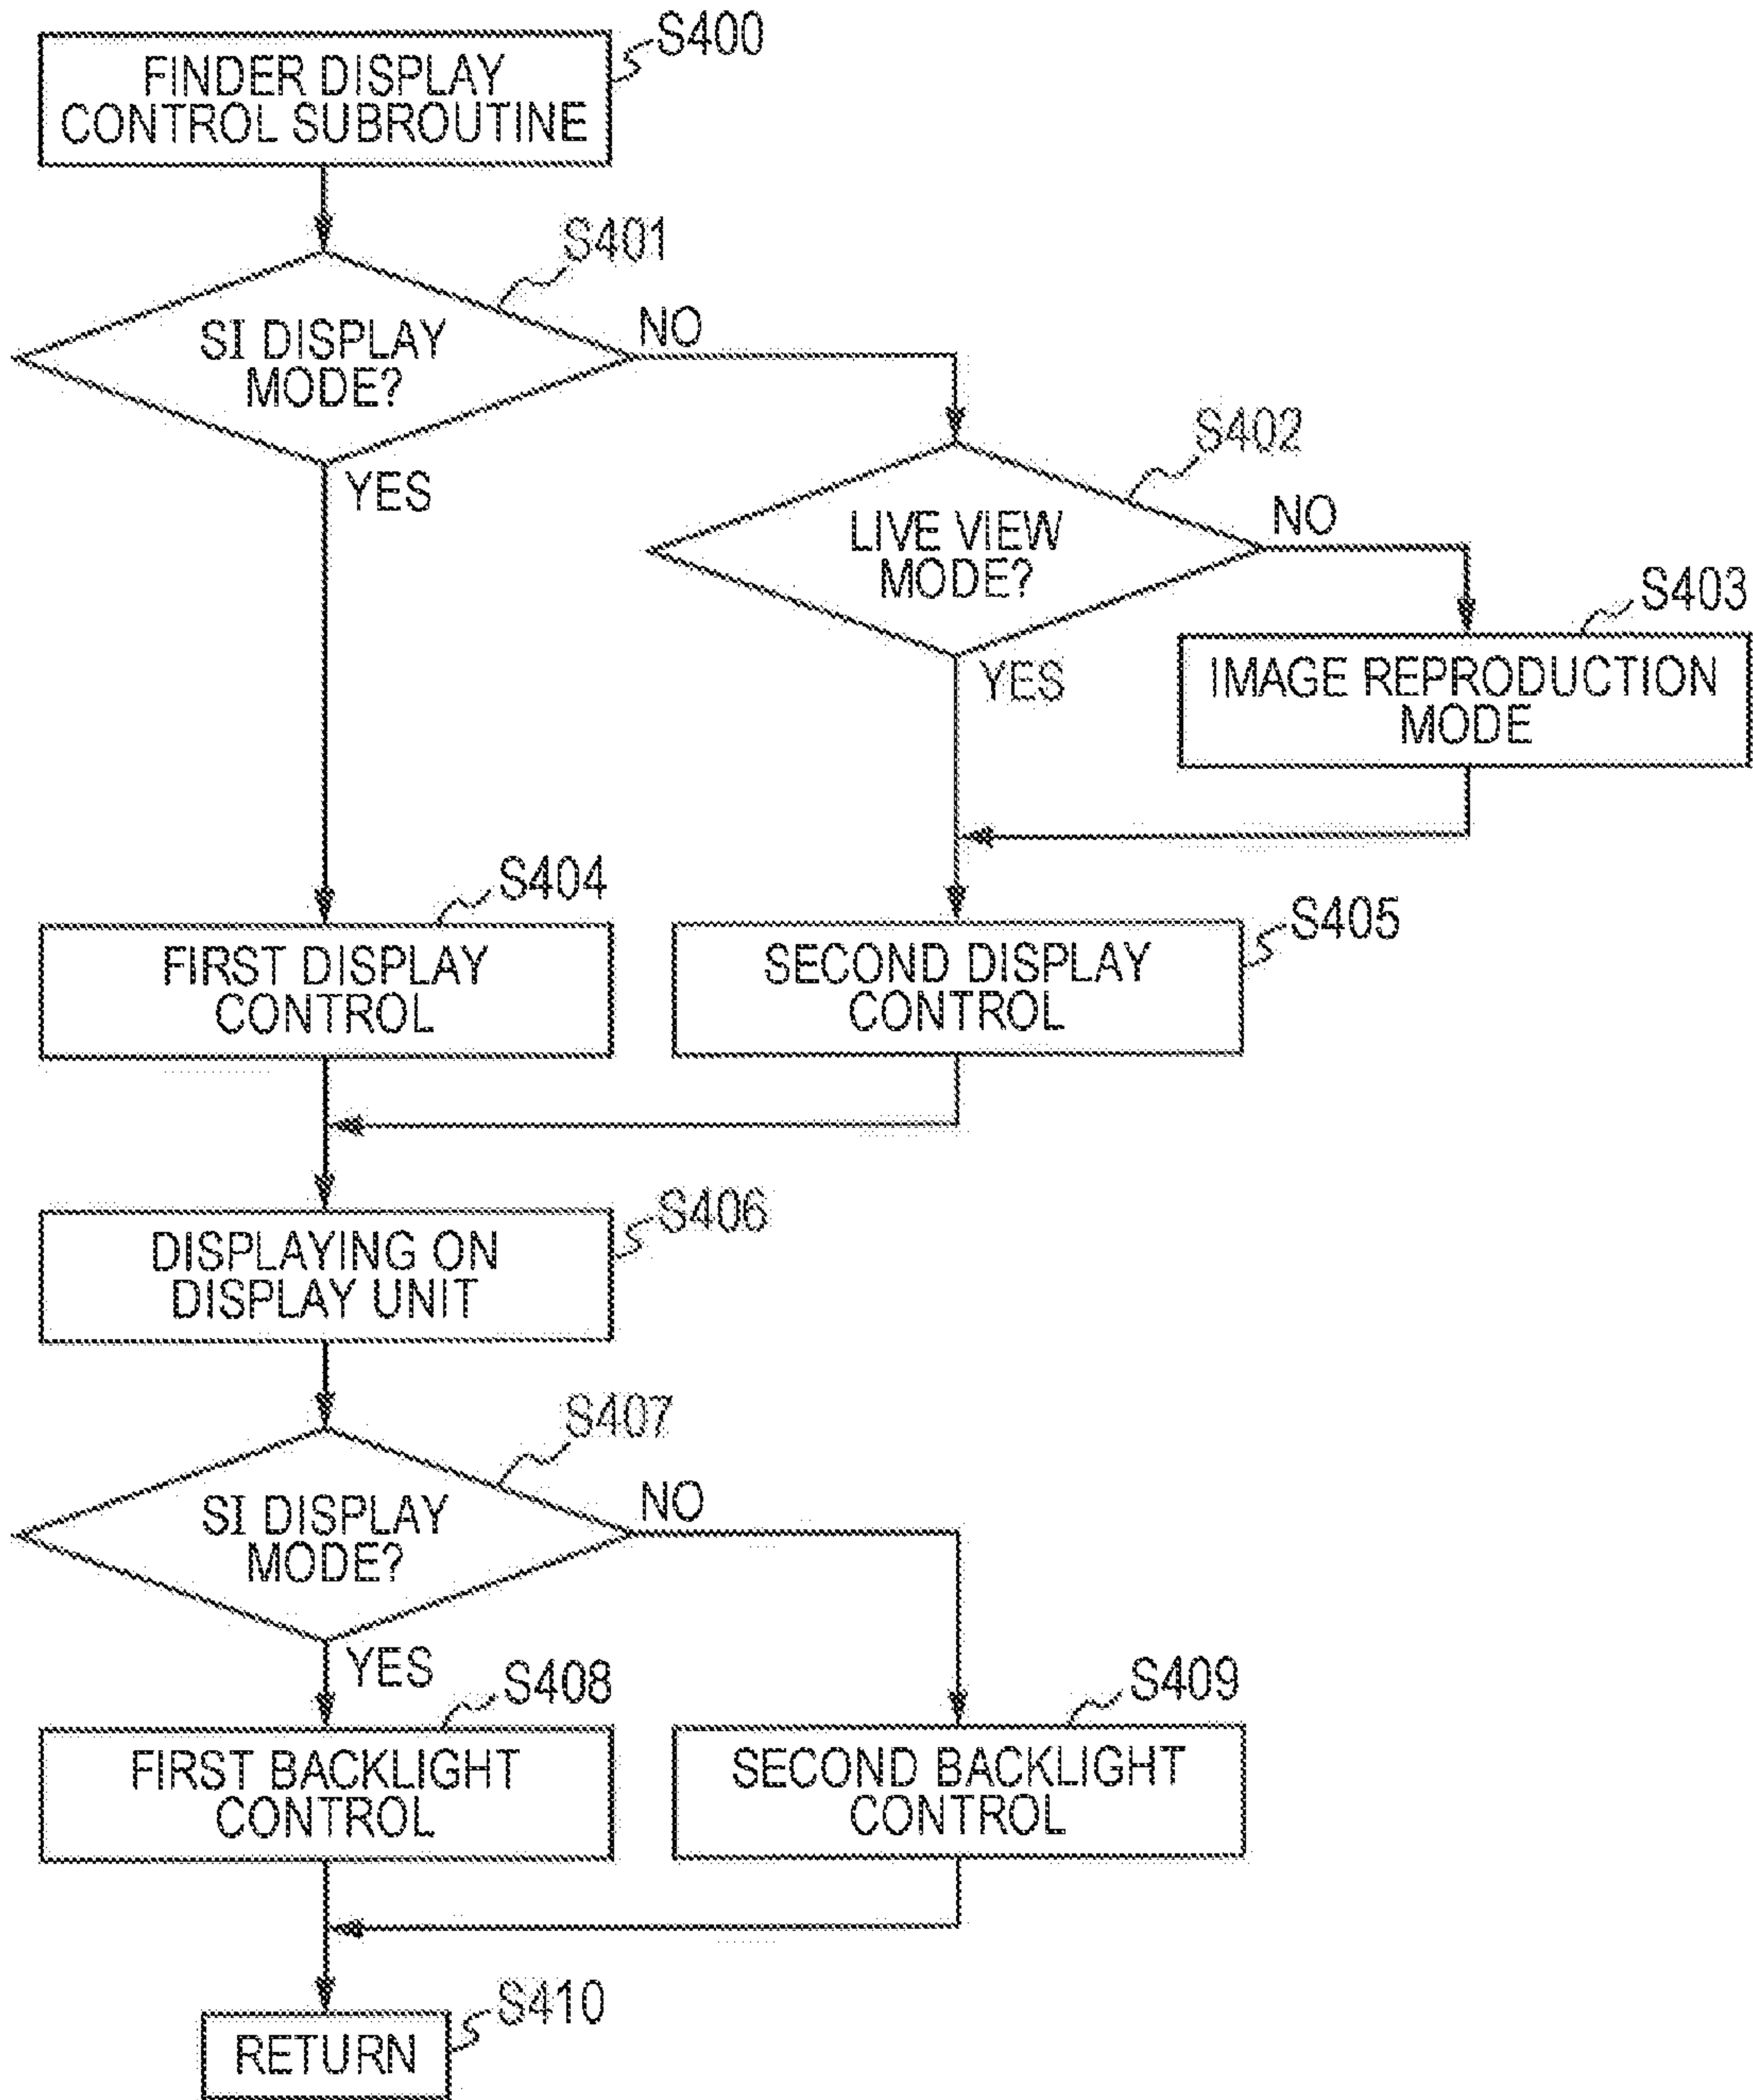 S400
FINDER DISPLAY
CONTROL SUBROUTINE
S401
SI DISPLAY
MODE?
NO
YES
S402
LIVE VIEW
MODE?
NO
YES
S403
IMAGE REPRODUCTION
MODE
S404
FIRST DISPLAY
CONTROL
S405
SECOND DISPLAY
CONTROL
S406
DISPLAYING ON
DISPLAY UNIT
S407
SI DISPLAY
MODE?
NO
YES
S408
FIRST BACKLIGHT
CONTROL
S409
SECOND BACKLIGHT
CONTROL
S410
RETURN